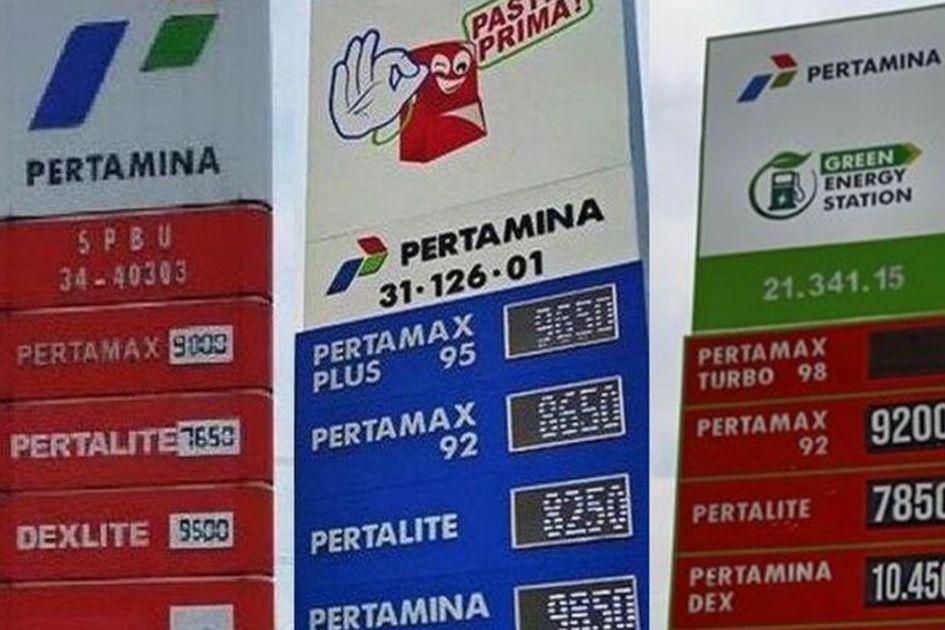 PERTAMINA
SPBU
34-40303
PERTAMAX 9000
PERTALITE 7650
DEXLITE 9500
PASTI
PRIMA!
PERTAMINA
31·126·01
PERTAMAX
PLUS 95
9650
PERTAMAX
92
8650
PERTALITE 8250
PERTAMINA
PERTAMINA
GREEN
ENERGY
STATION
21.341.15
PERTAMAX
TURBO 98
PERTAMAX
92
9200
PERTALITE 7850
PERTAMINA
DEX
10.450